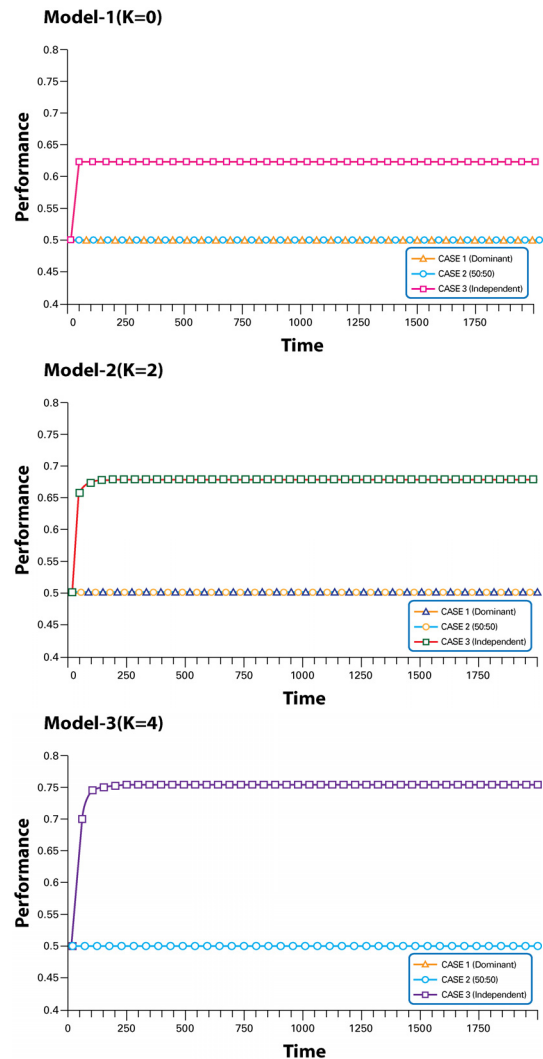 Model-1(K=0)
0.8
0.75
0.7
0.65
0.6
0.55
0.5
0.45
0.4
Performance
0 250 500 750 1000 1250 1500 1750
Time
CASE 1 (Dominant)
CASE 2 (50:50)
CASE 3 (Independent)
Model-2(K=2)
0.8
0.75
0.7
0.65
0.6
0.55
0.5
0.45
0.4
Performance
0 250 500 750 1000 1250 1500 1750
Time
CASE 1 (Dominant)
CASE 2 (50:50)
CASE 3 (Independent)
Model-3(K=4)
0.8
0.75
0.7
0.65
0.6
0.55
0.5
0.45
0.4
Performance
0 250 500 750 1000 1250 1500 1750
Time
CASE 1 (Dominant)
CASE 2 (50:50)
CASE 3 (Independent)